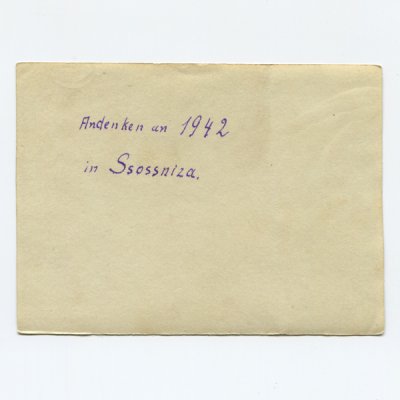 Andenken an 1942
in Ssossniza.